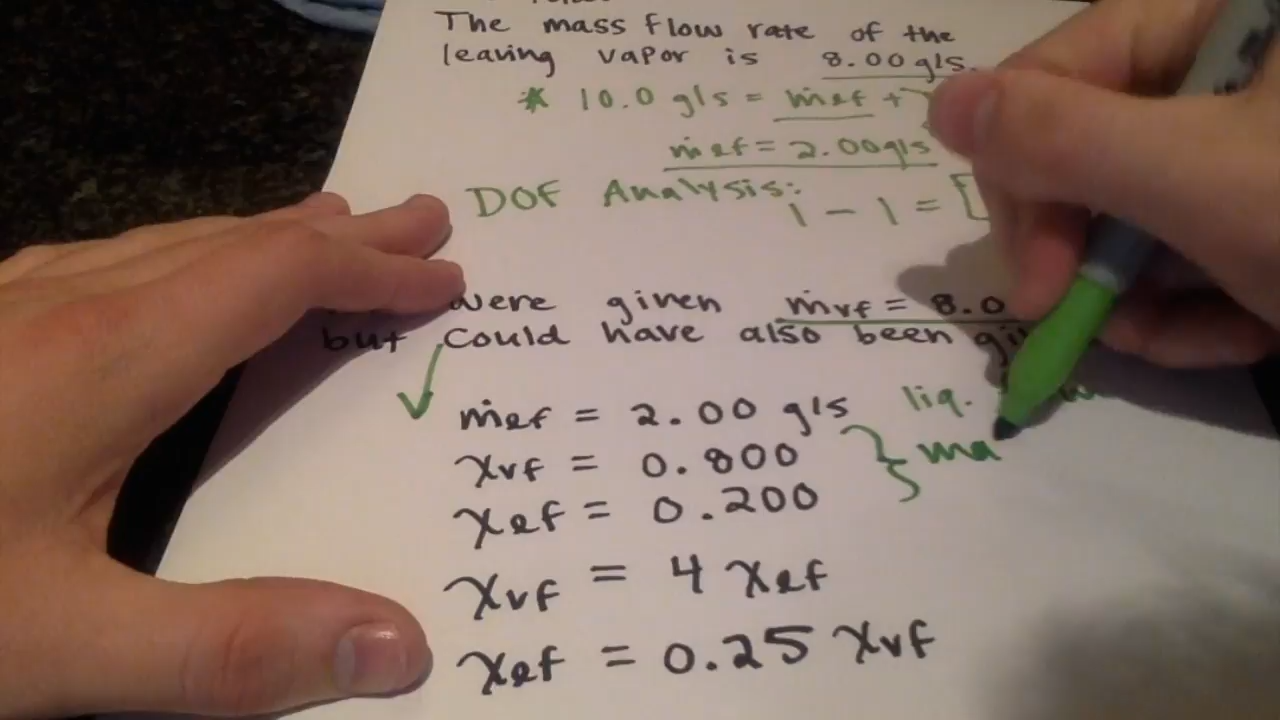 The mass flow rate of the
leaving vapor is 8.00 g/s.
* 10.0 g/s = ṁℓf +
ṁℓf = 2.00 g/s
DOF Analysis:
1 - 1 = [
were given ṁvf = 8.0
but could have also been
ṁℓf = 2.00 g/s liq.
xvf = 0.800
} ma
xℓf = 0.200
xvf = 4 xℓf
xℓf = 0.25 xvf